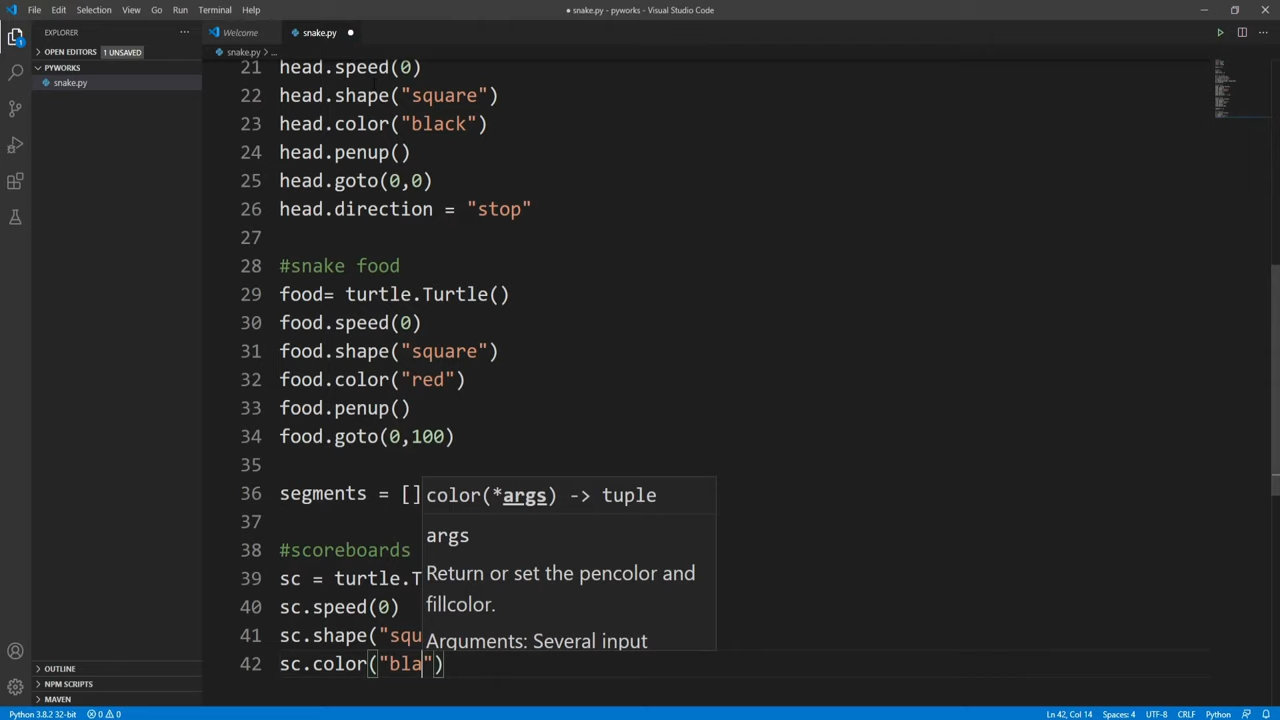 File Edit Selection View Go Run Terminal Help
● snake.py - pyworks - Visual Studio Code
EXPLORER
Welcome
snake.py
OPEN EDITORS 1 UNSAVED
snake.py > ...
PYWORKS
snake.py
21 head.speed(0)
22 head.shape("square")
23 head.color("black")
24 head.penup()
25 head.goto(0,0)
26 head.direction = "stop"
27
28 #snake food
29 food= turtle.Turtle()
30 food.speed(0)
31 food.shape("square")
32 food.color("red")
33 food.penup()
34 food.goto(0,100)
35
36 segments = []
37
38 #scoreboards
39 sc = turtle.T
40 sc.speed(0)
41 sc.shape("squ
42 sc.color("bla")
color(*args) -> tuple
args
Return or set the pencolor and
fillcolor.
Arguments: Several input
OUTLINE
NPM SCRIPTS
MAVEN
Python 3.8.2 32-bit 0 0
Ln 42, Col 14 Spaces: 4 UTF-8 CRLF Python